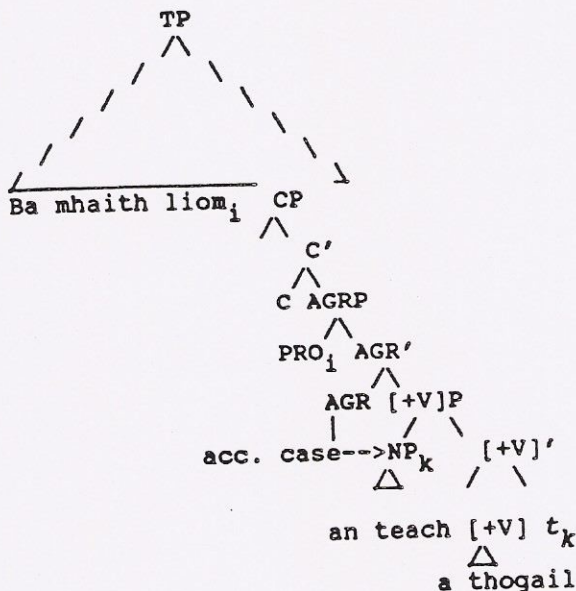 TP
Ba mhaith liom_i CP
C'
C AGRP
PRO_i AGR'
AGR [+V]P
acc. case-->NP_k [+V]'
an teach [+V] t_k
a thogail